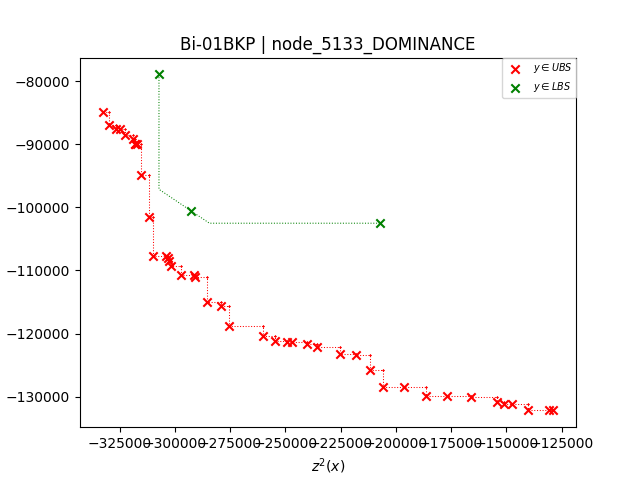 Bi-01BKP | node_5133_DOMINANCE
y ∈ UBS
y ∈ LBS
−80000
−90000
−100000
−110000
−120000
−130000
−325000−300000−275000−250000−225000−200000−175000−150000−125000
z²(x)